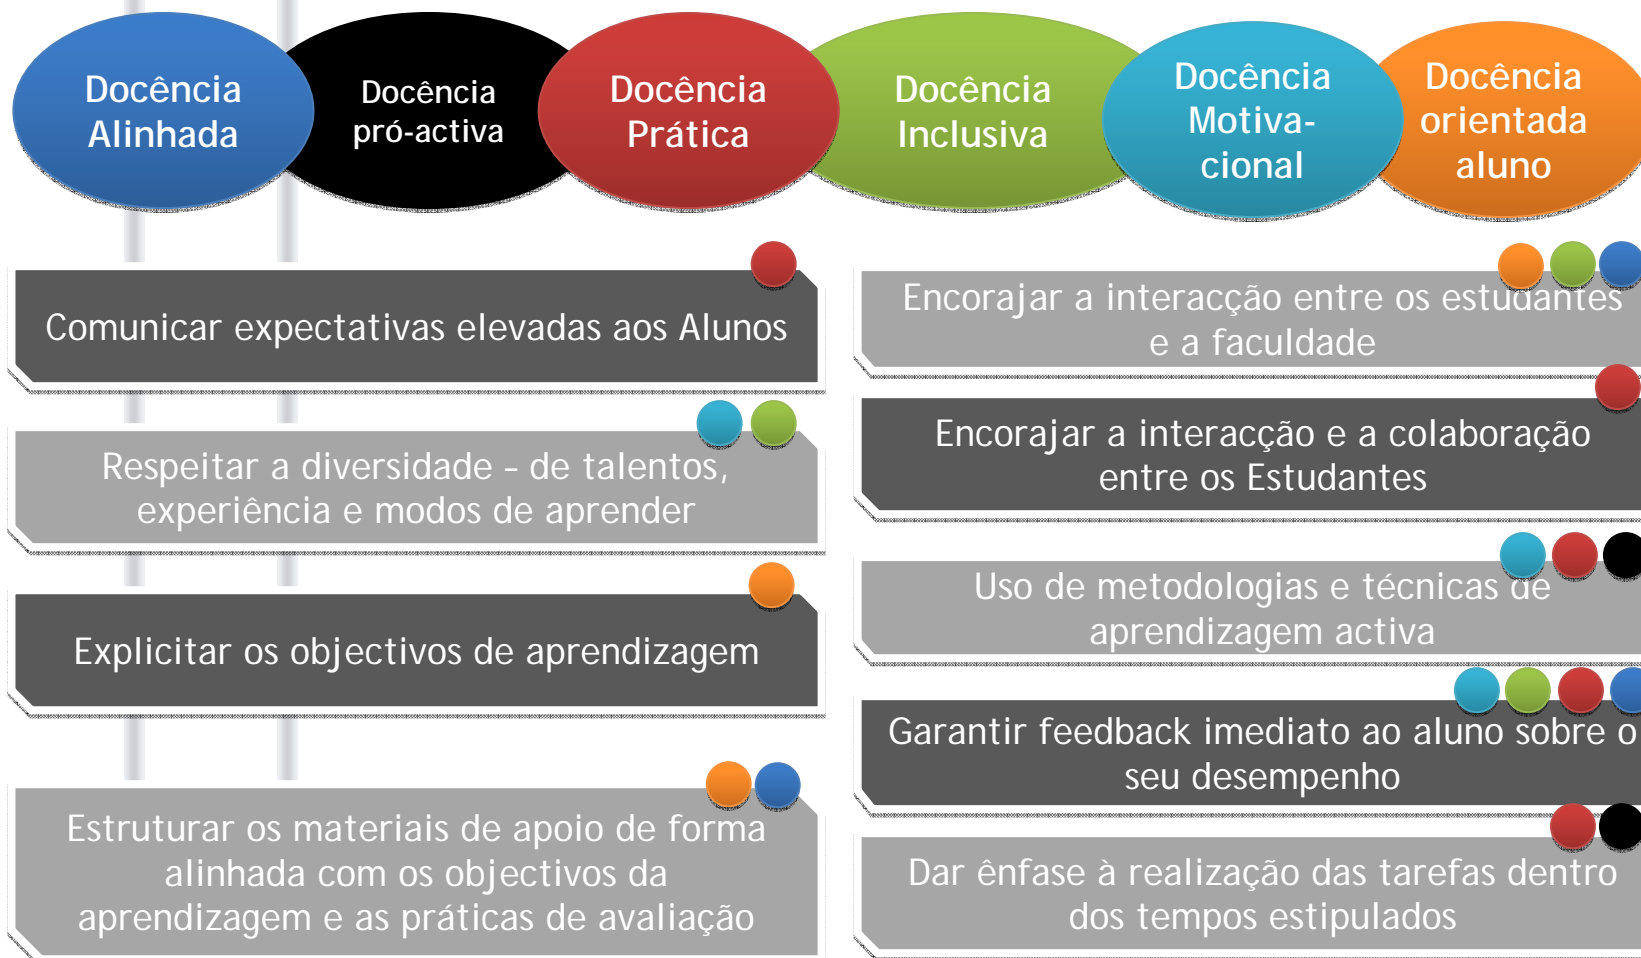 Docência
Alinhada
Docência
pró-activa
Docência
Prática
Docência
Inclusiva
Docência
Motiva-
cional
Docência
orientada
aluno
Comunicar expectativas elevadas aos Alunos
Respeitar a diversidade – de talentos,
experiência e modos de aprender
Explicitar os objectivos de aprendizagem
Estruturar os materiais de apoio de forma
alinhada com os objectivos da
aprendizagem e as práticas de avaliação
Encorajar a interacção entre os estudantes
e a faculdade
Encorajar a interacção e a colaboração
entre os Estudantes
Uso de metodologias e técnicas de
aprendizagem activa
Garantir feedback imediato ao aluno sobre o
seu desempenho
Dar ênfase à realização das tarefas dentro
dos tempos estipulados